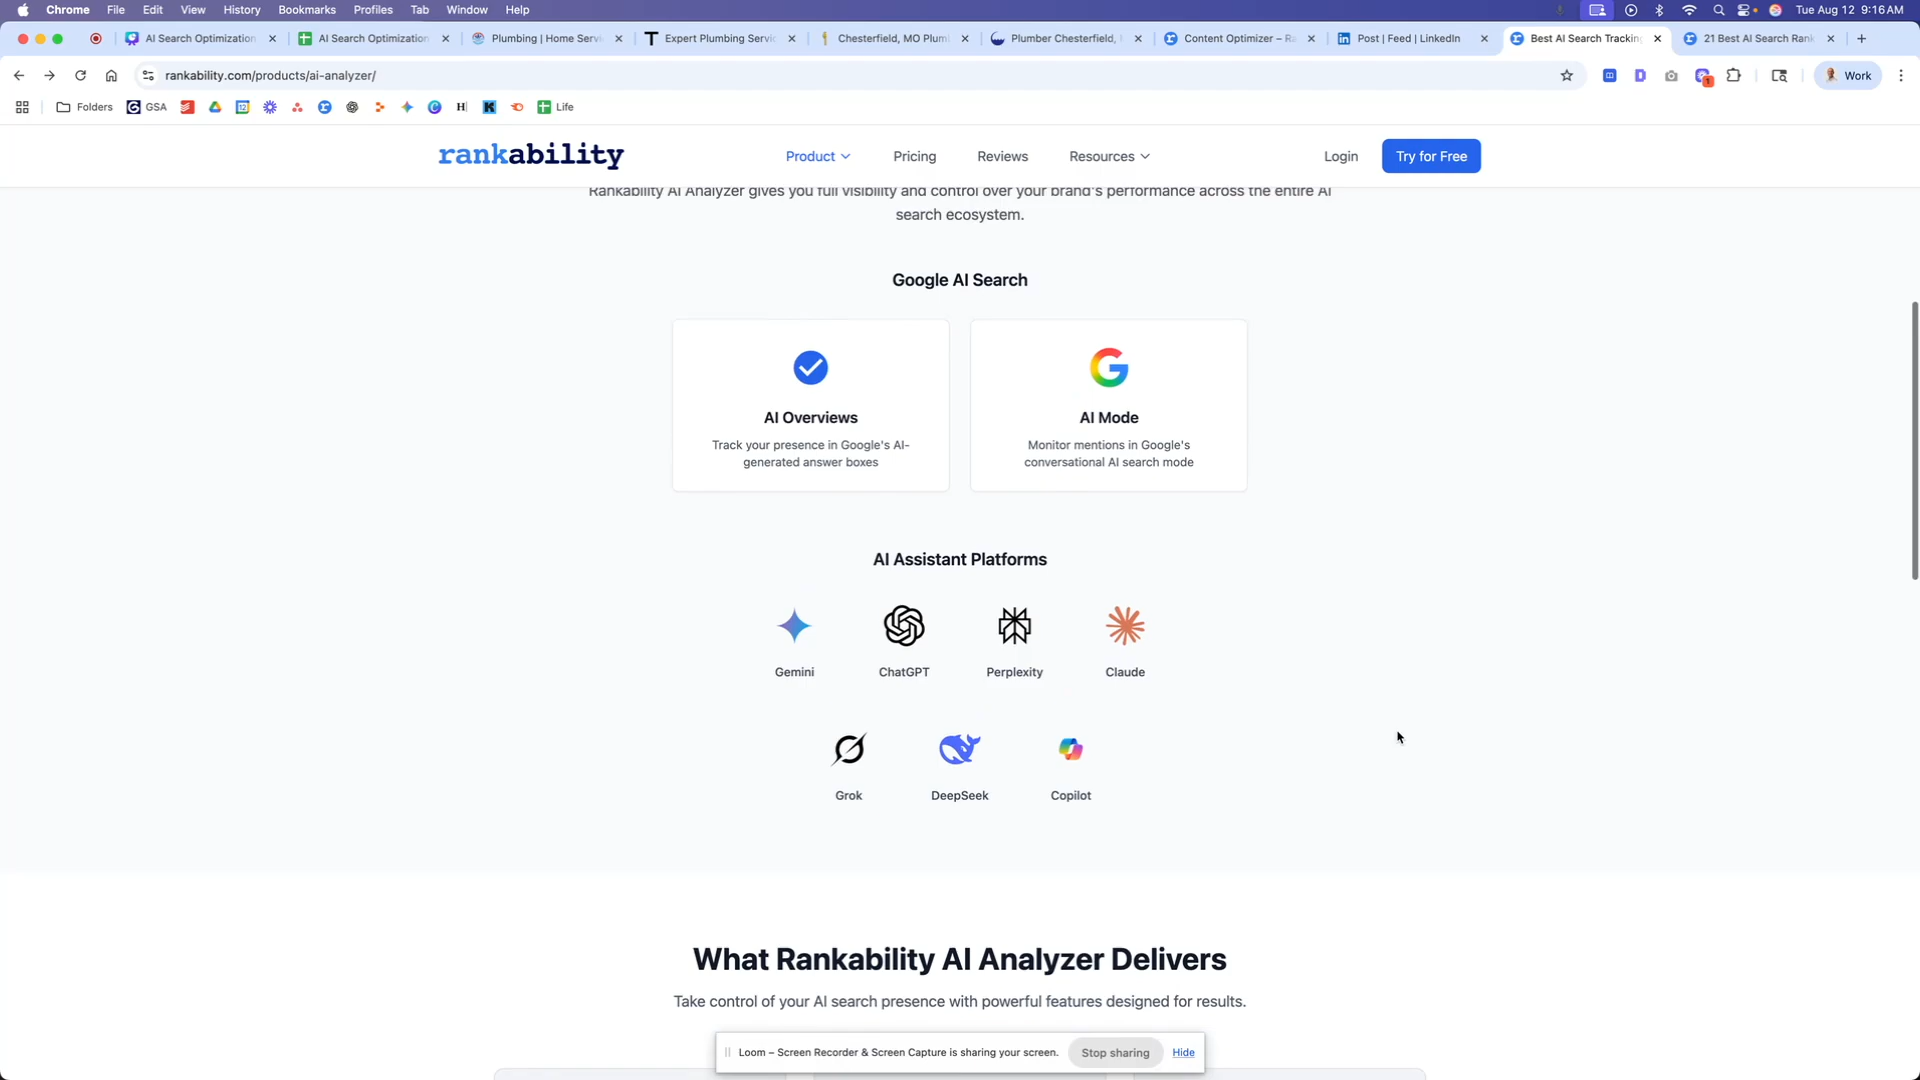 Chrome File Edit View History Bookmarks Profiles Tab Window Help Tue Aug 12 9:16 AM
AI Search Optimization AI Search Optimization Plumbing | Home Servi Expert Plumbing Servic Chesterfield, MO Plum Plumber Chesterfield, Content Optimizer – Ra Post | Feed | LinkedIn Best AI Search Trackin 21 Best AI Search Rank
rankability.com/products/ai-analyzer/ 1 Work
Folders GSA 12 H K Life
rankability Product Pricing Reviews Resources Login Try for Free
Rankability AI Analyzer gives you full visibility and control over your brand's performance across the entire AI
search ecosystem.
Google AI Search
AI Overviews AI Mode
Track your presence in Google's AI- Monitor mentions in Google's
generated answer boxes conversational AI search mode
AI Assistant Platforms
Gemini ChatGPT Perplexity Claude
Grok DeepSeek Copilot
What Rankability AI Analyzer Delivers
Take control of your AI search presence with powerful features designed for results.
Loom – Screen Recorder & Screen Capture is sharing your screen. Stop sharing Hide